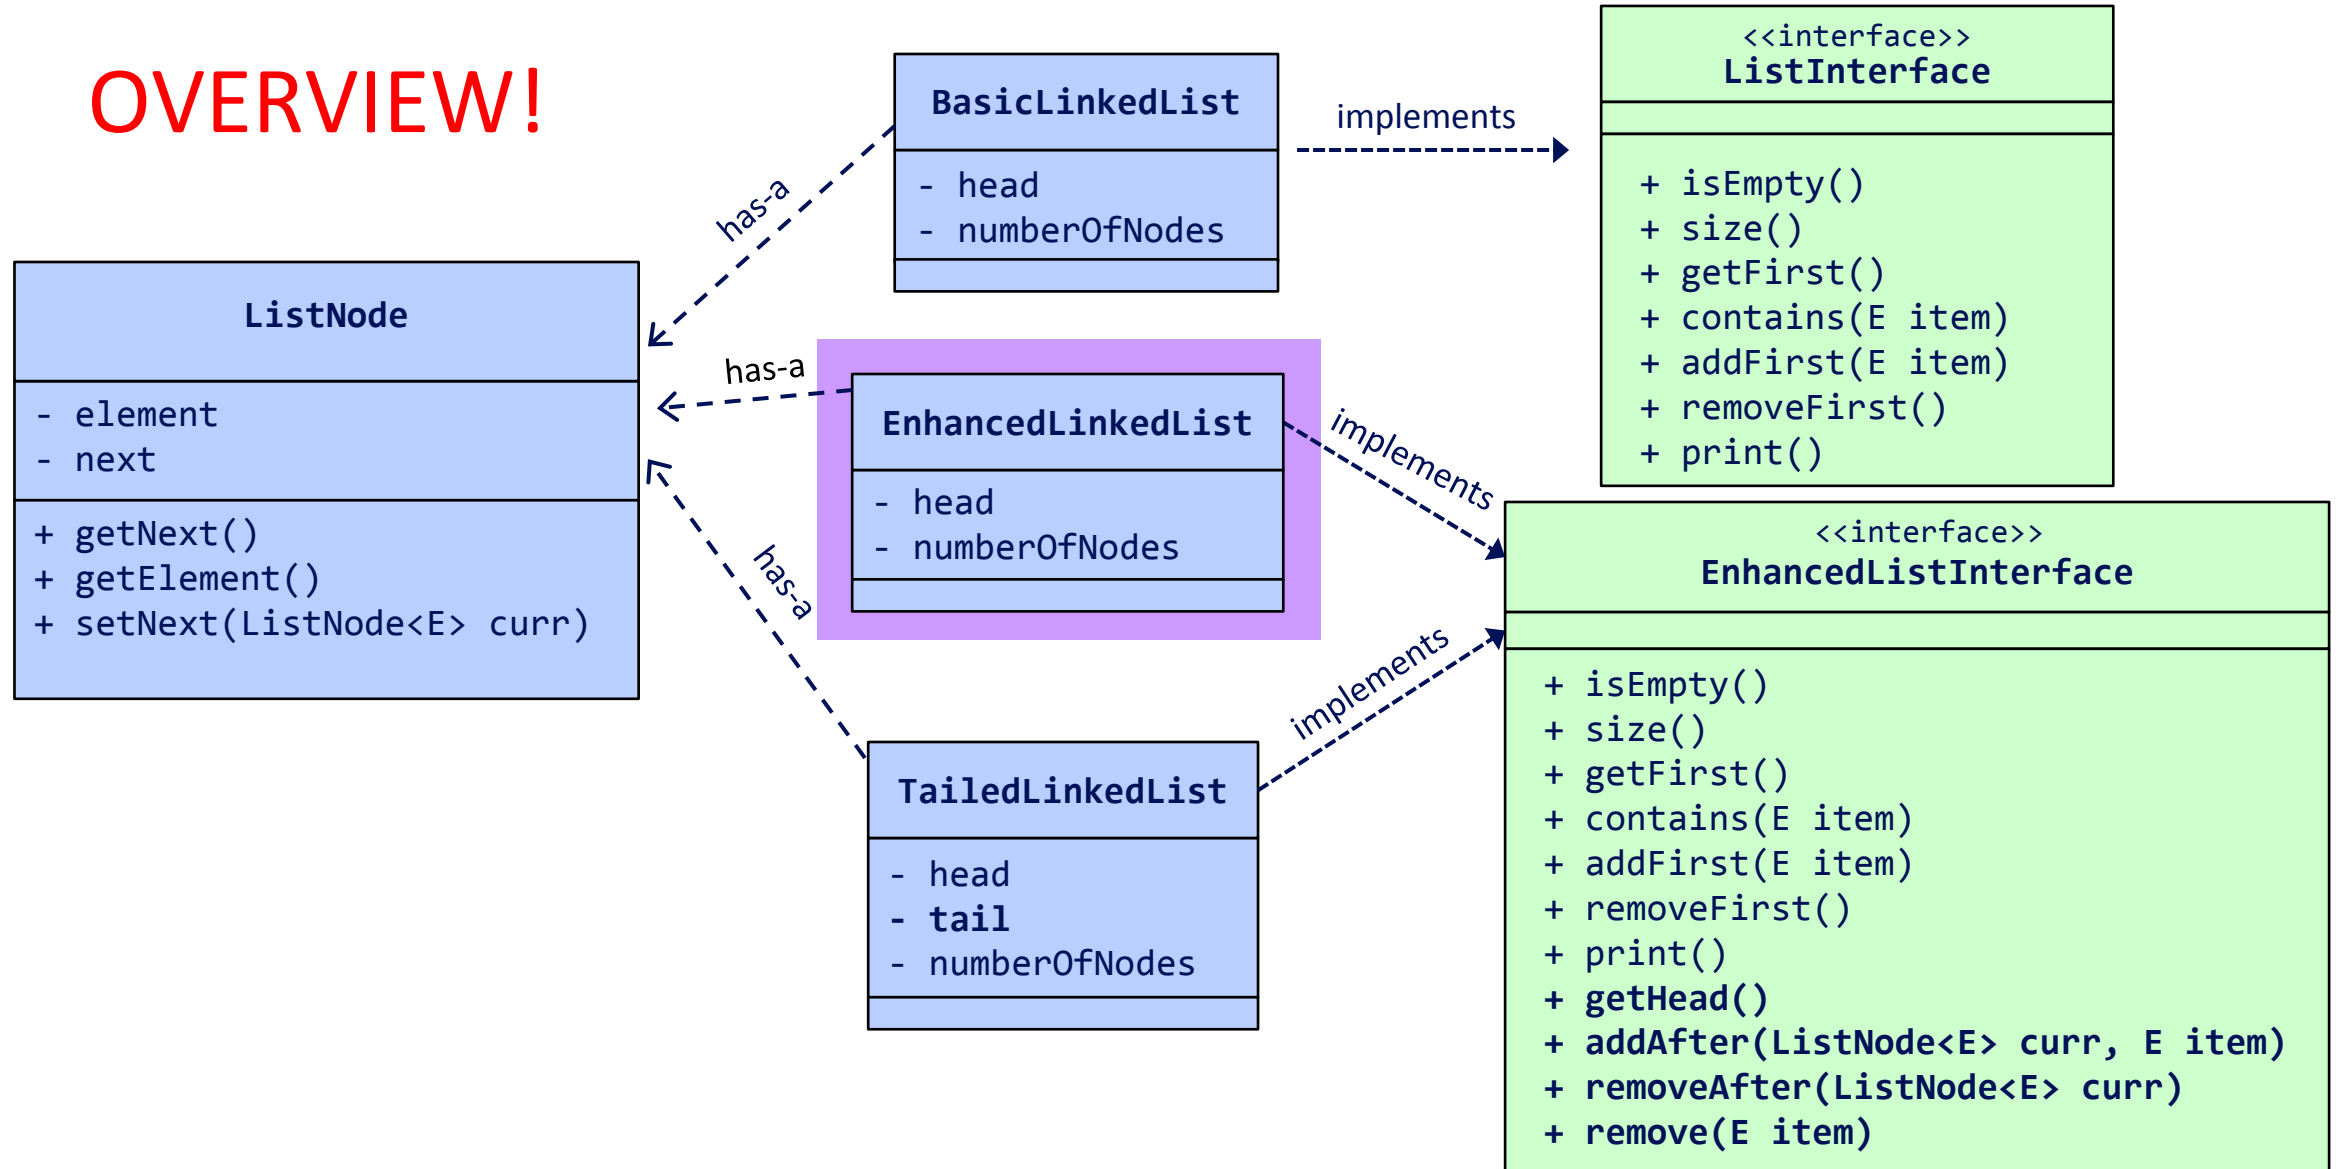 OVERVIEW!
BasicLinkedList
- head
- numberOfNodes
implements
<<interface>>
ListInterface
+ isEmpty()
+ size()
+ getFirst()
+ contains(E item)
+ addFirst(E item)
+ removeFirst()
+ print()
has-a
ListNode
- element
- next
+ getNext()
+ getElement()
+ setNext(ListNode<E> curr)
has-a
EnhancedLinkedList
- head
- numberOfNodes
implements
<<interface>>
EnhancedListInterface
+ isEmpty()
+ size()
+ getFirst()
+ contains(E item)
+ addFirst(E item)
+ removeFirst()
+ print()
+ getHead()
+ addAfter(ListNode<E> curr, E item)
+ removeAfter(ListNode<E> curr)
+ remove(E item)
has-a
implements
TailedLinkedList
- head
- tail
- numberOfNodes